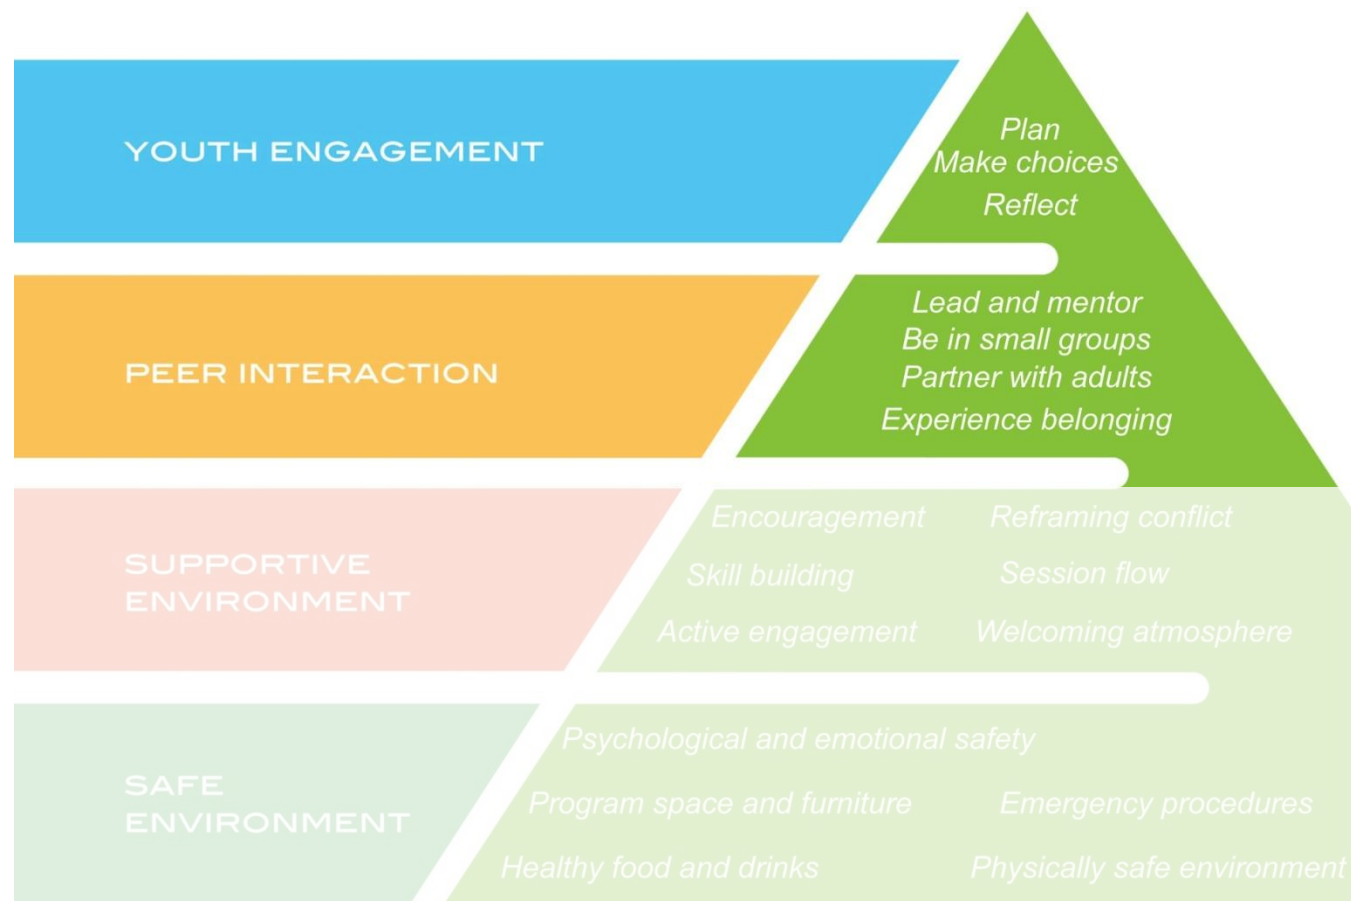 YOUTH ENGAGEMENT
Plan
Make choices
Reflect
PEER INTERACTION
Lead and mentor
Be in small groups
Partner with adults
Experience belonging
SUPPORTIVE
ENVIRONMENT
Encouragement
Reframing conflict
Skill building
Session flow
Active engagement
Welcoming atmosphere
SAFE
ENVIRONMENT
Psychological and emotional safety
Program space and furniture
Emergency procedures
Healthy food and drinks
Physically safe environment